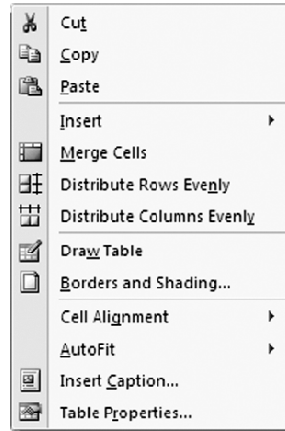 Cut
Copy
Paste
Insert
Merge Cells
Distribute Rows Evenly
Distribute Columns Evenly
Draw Table
Borders and Shading...
Cell Alignment
AutoFit
Insert Caption...
Table Properties...